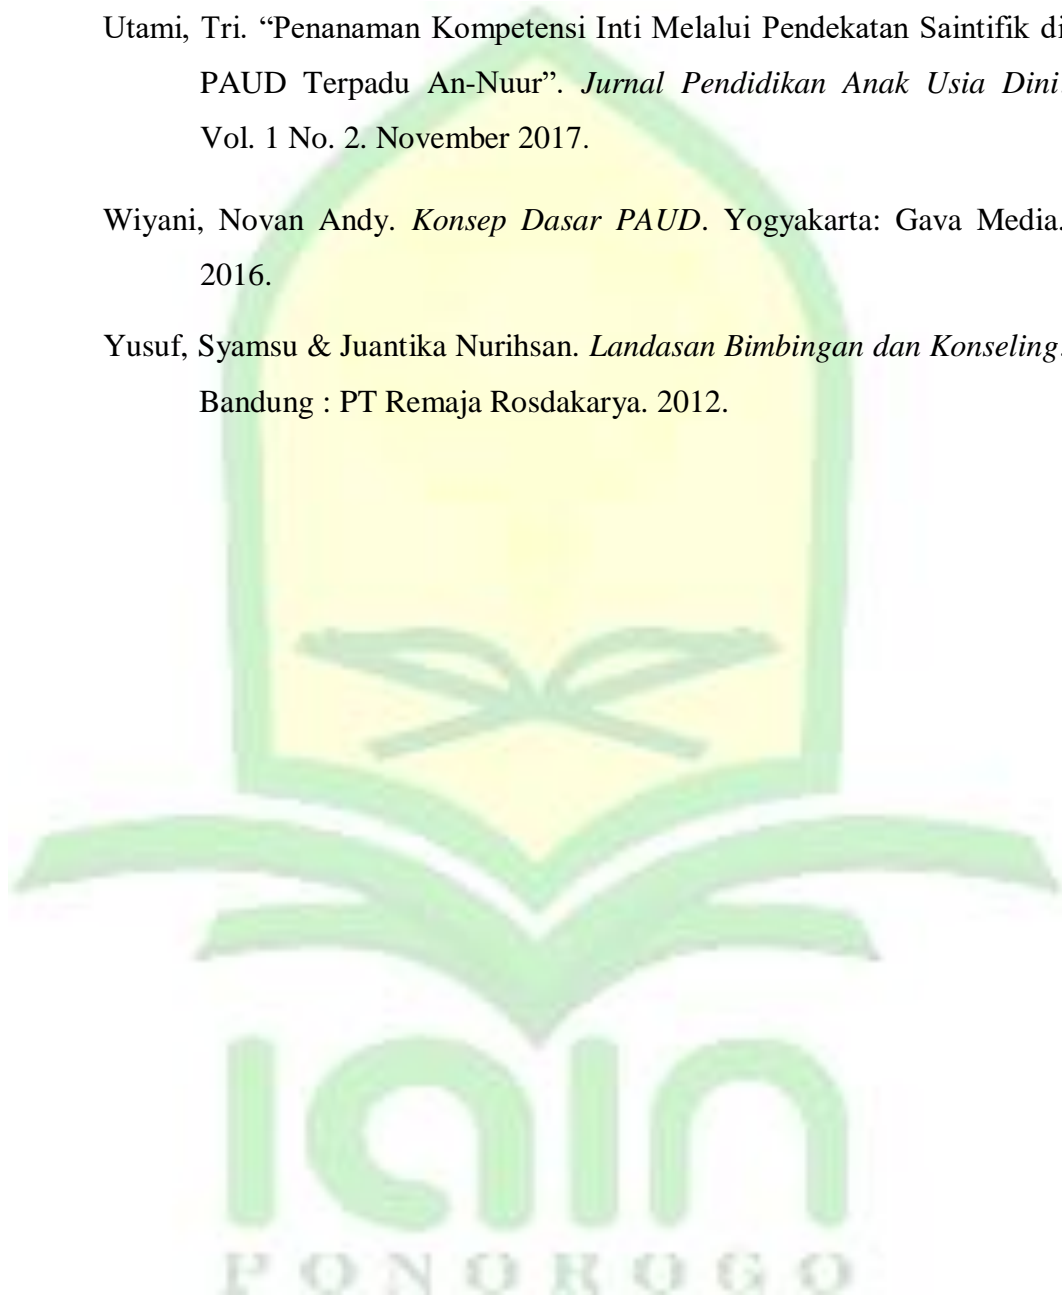 Utami, Tri. “Penanaman Kompetensi Inti Melalui Pendekatan Saintifik di
PAUD Terpadu An-Nuur”. Jurnal Pendidikan Anak Usia Dini.
Vol. 1 No. 2. November 2017.
Wiyani, Novan Andy. Konsep Dasar PAUD. Yogyakarta: Gava Media.
2016.
Yusuf, Syamsu & Juantika Nurihsan. Landasan Bimbingan dan Konseling.
Bandung : PT Remaja Rosdakarya. 2012.
iain
PONOROGO